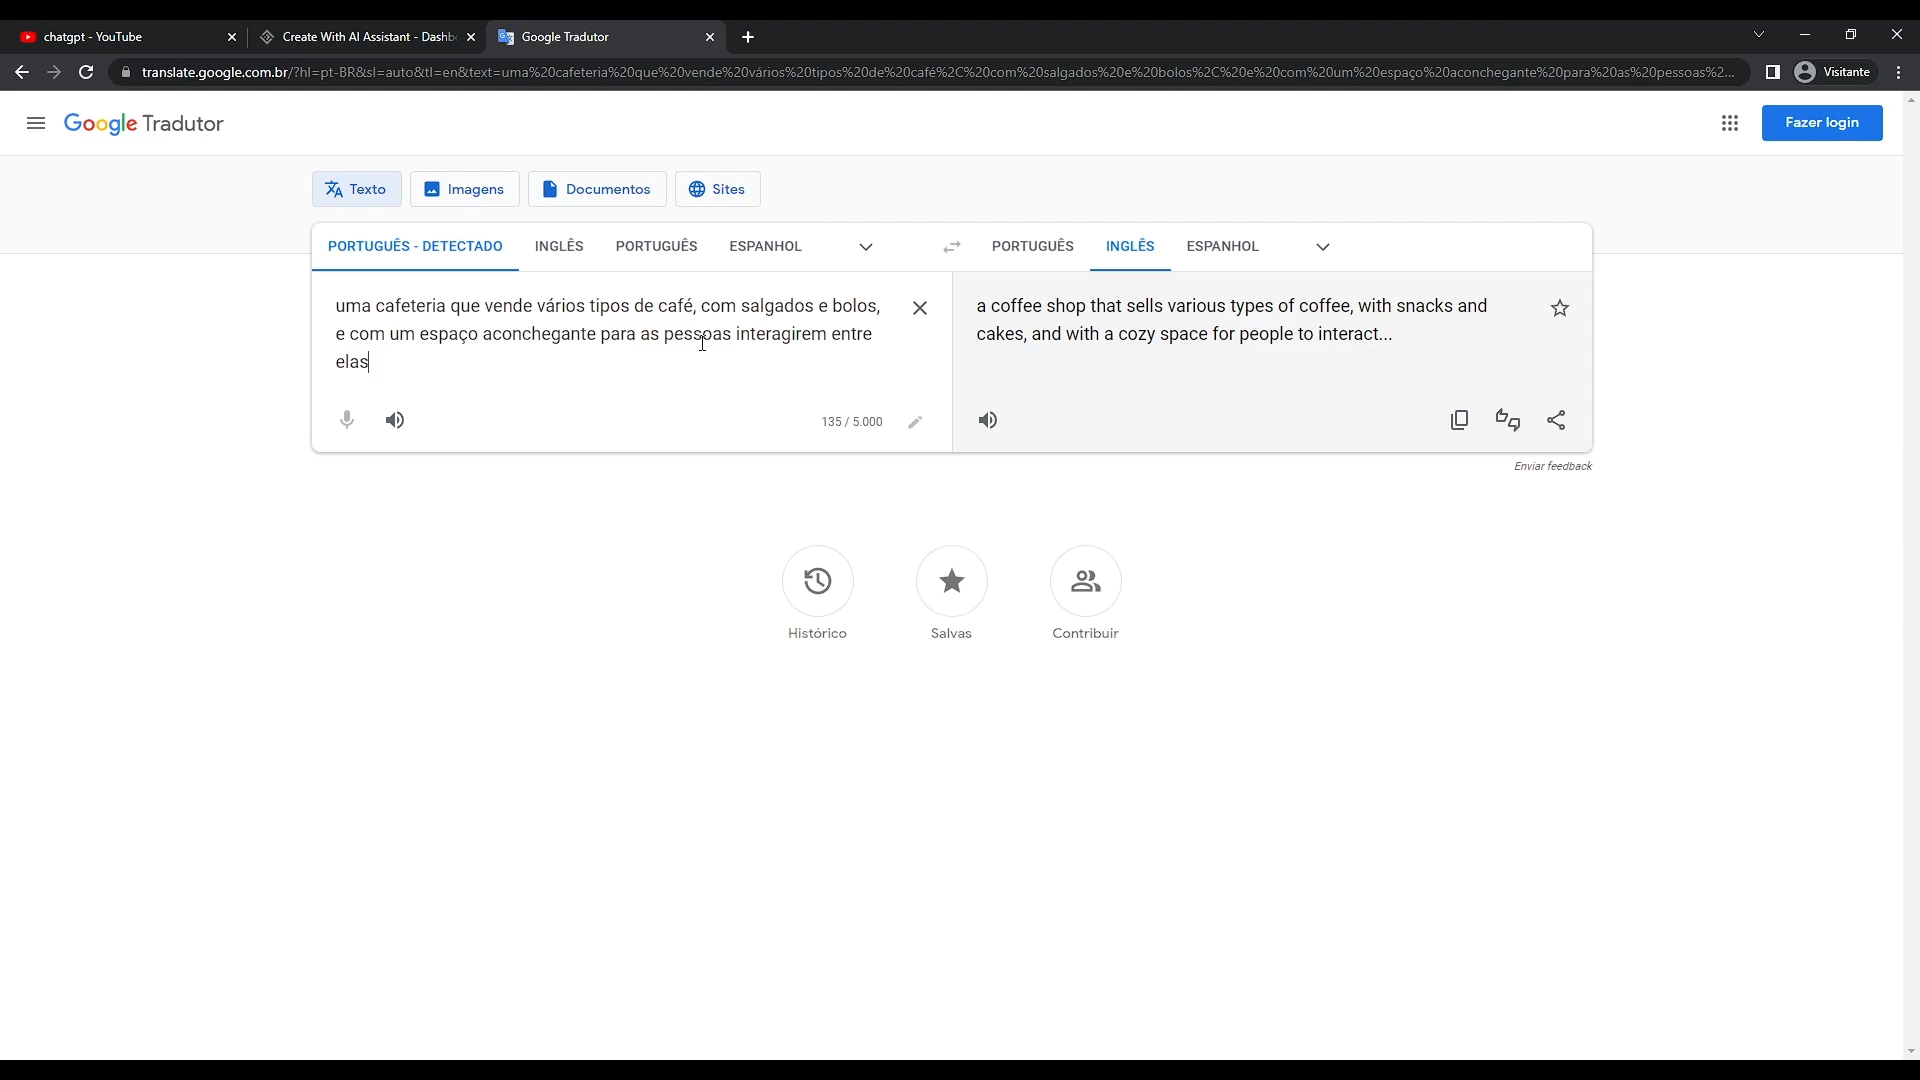 chatgpt - YouTube
Create With AI Assistant - Dashb
Google Tradutor
translate.google.com.br/?hl=pt-BR&sl=auto&tl=en&text=uma%20cafeteria%20que%20vende%20vários%20tipos%20de%20café%2C%20com%20salgados%20e%20bolos%2C%20e%20com%20um%20espaço%20aconchegante%20para%20as%20pessoas%2...
Visitante
Google Tradutor
Fazer login
Texto
Imagens
Documentos
Sites
PORTUGUÊS - DETECTADO
INGLÊS
PORTUGUÊS
ESPANHOL
PORTUGUÊS
INGLÊS
ESPANHOL
uma cafeteria que vende vários tipos de café, com salgados e bolos,
e com um espaço aconchegante para as pessoas interagirem entre
elas
135 / 5.000
a coffee shop that sells various types of coffee, with snacks and
cakes, and with a cozy space for people to interact...
Enviar feedback
Histórico
Salvas
Contribuir